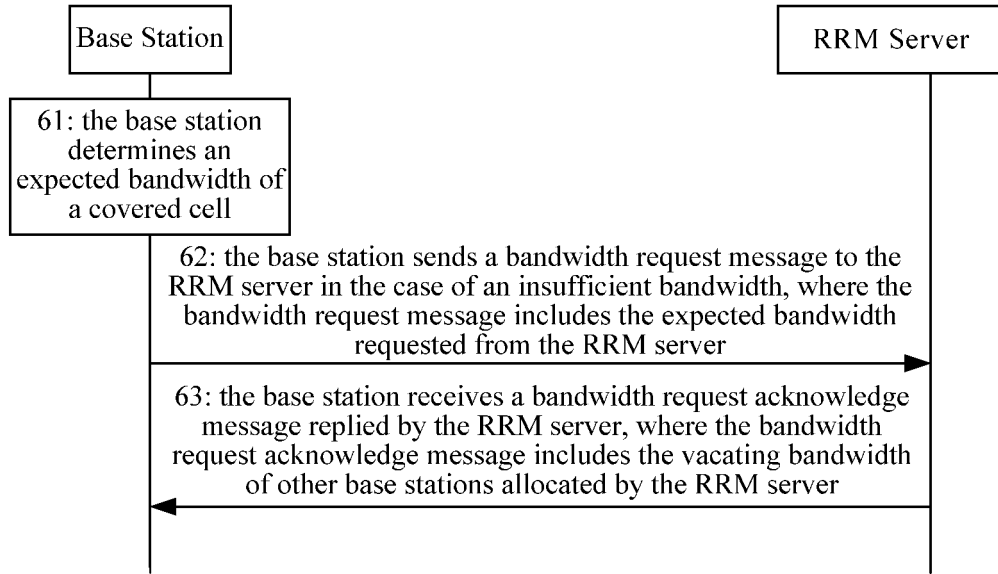 Base Station
RRM Server
61: the base station
determines an
expected bandwidth of
a covered cell
62: the base station sends a bandwidth request message to the
RRM server in the case of an insufficient bandwidth, where the
bandwidth request message includes the expected bandwidth
requested from the RRM server
63: the base station receives a bandwidth request acknowledge
message replied by the RRM server, where the bandwidth
request acknowledge message includes the vacating bandwidth
of other base stations allocated by the RRM server